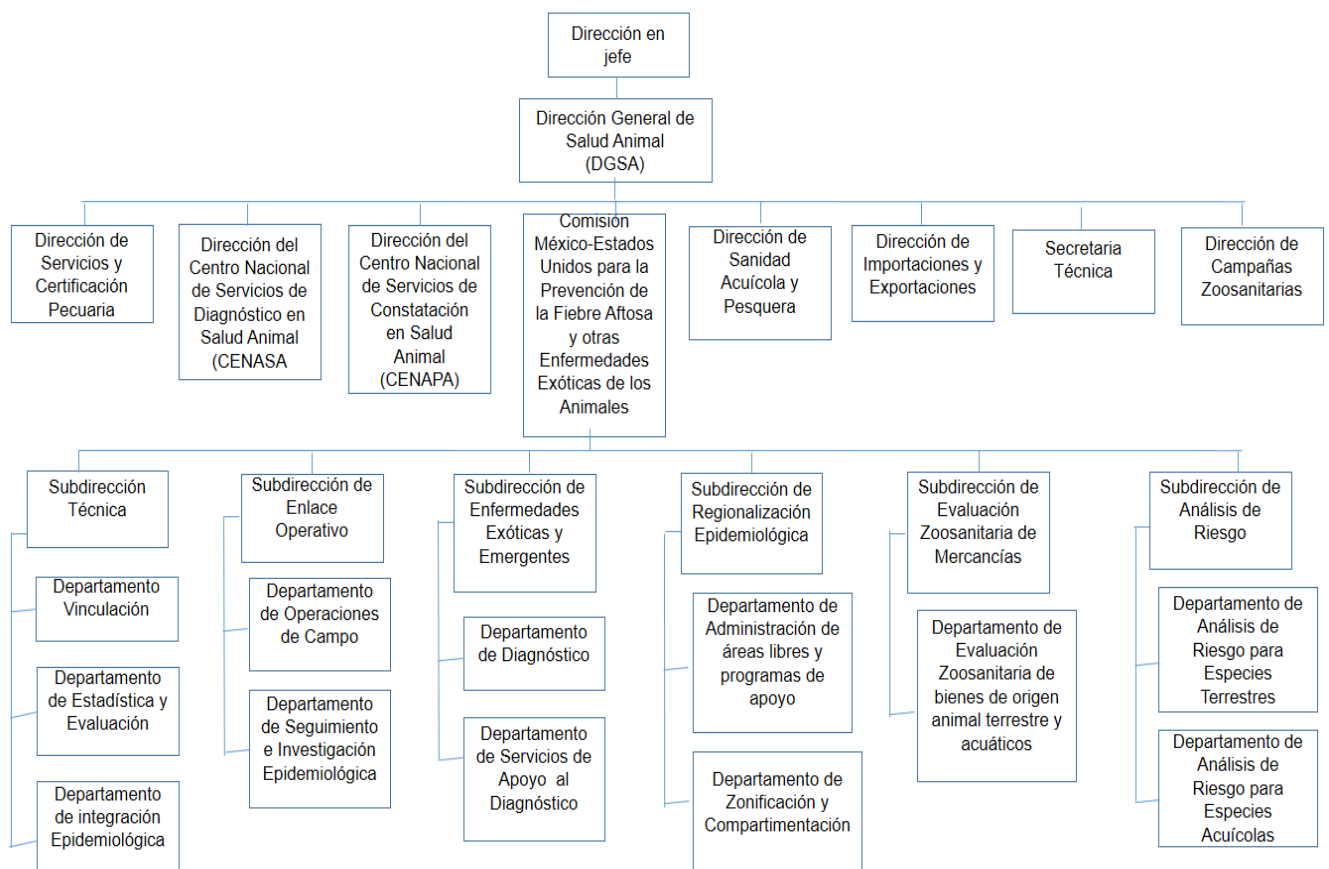 Dirección en
jefe
Dirección General de
Salud Animal
(DGSA)
Dirección de
Servicios y
Certificación
Pecuaria
Dirección del
Centro Nacional
de Servicios de
Diagnóstico en
Salud Animal
(CENASA
Dirección del
Centro Nacional
de Servicios de
Constatación
en Salud
Animal
(CENAPA)
Comisión
México-Estados
Unidos para la
Prevención de
la Fiebre Aftosa
y otras
Enfermedades
Exóticas de los
Animales
Dirección de
Sanidad
Acuícola y
Pesquera
Dirección de
Importaciones y
Exportaciones
Secretaria
Técnica
Dirección de
Campañas
Zoosanitarias
Subdirección
Técnica
Departamento
Vinculación
Departamento
de Estadística y
Evaluación
Departamento
de integración
Epidemiológica
Subdirección de
Enlace
Operativo
Departamento
de Operaciones
de Campo
Departamento
de Seguimiento
e Investigación
Epidemiológica
Subdirección de
Enfermedades
Exóticas y
Emergentes
Departamento
de Diagnóstico
Departamento
de Servicios de
Apoyo al
Diagnóstico
Subdirección de
Regionalización
Epidemiológica
Departamento de
Administración de
áreas libres y
programas de
apoyo
Departamento de
Zonificación y
Compartimentación
Subdirección de
Evaluación
Zoosanitaria de
Mercancías
Departamento de
Evaluación
Zoosanitaria de
bienes de origen
animal terrestre y
acuáticos
Subdirección de
Análisis de
Riesgo
Departamento de
Análisis de
Riesgo para
Especies
Terrestres
Departamento de
Análisis de
Riesgo para
Especies
Acuícolas